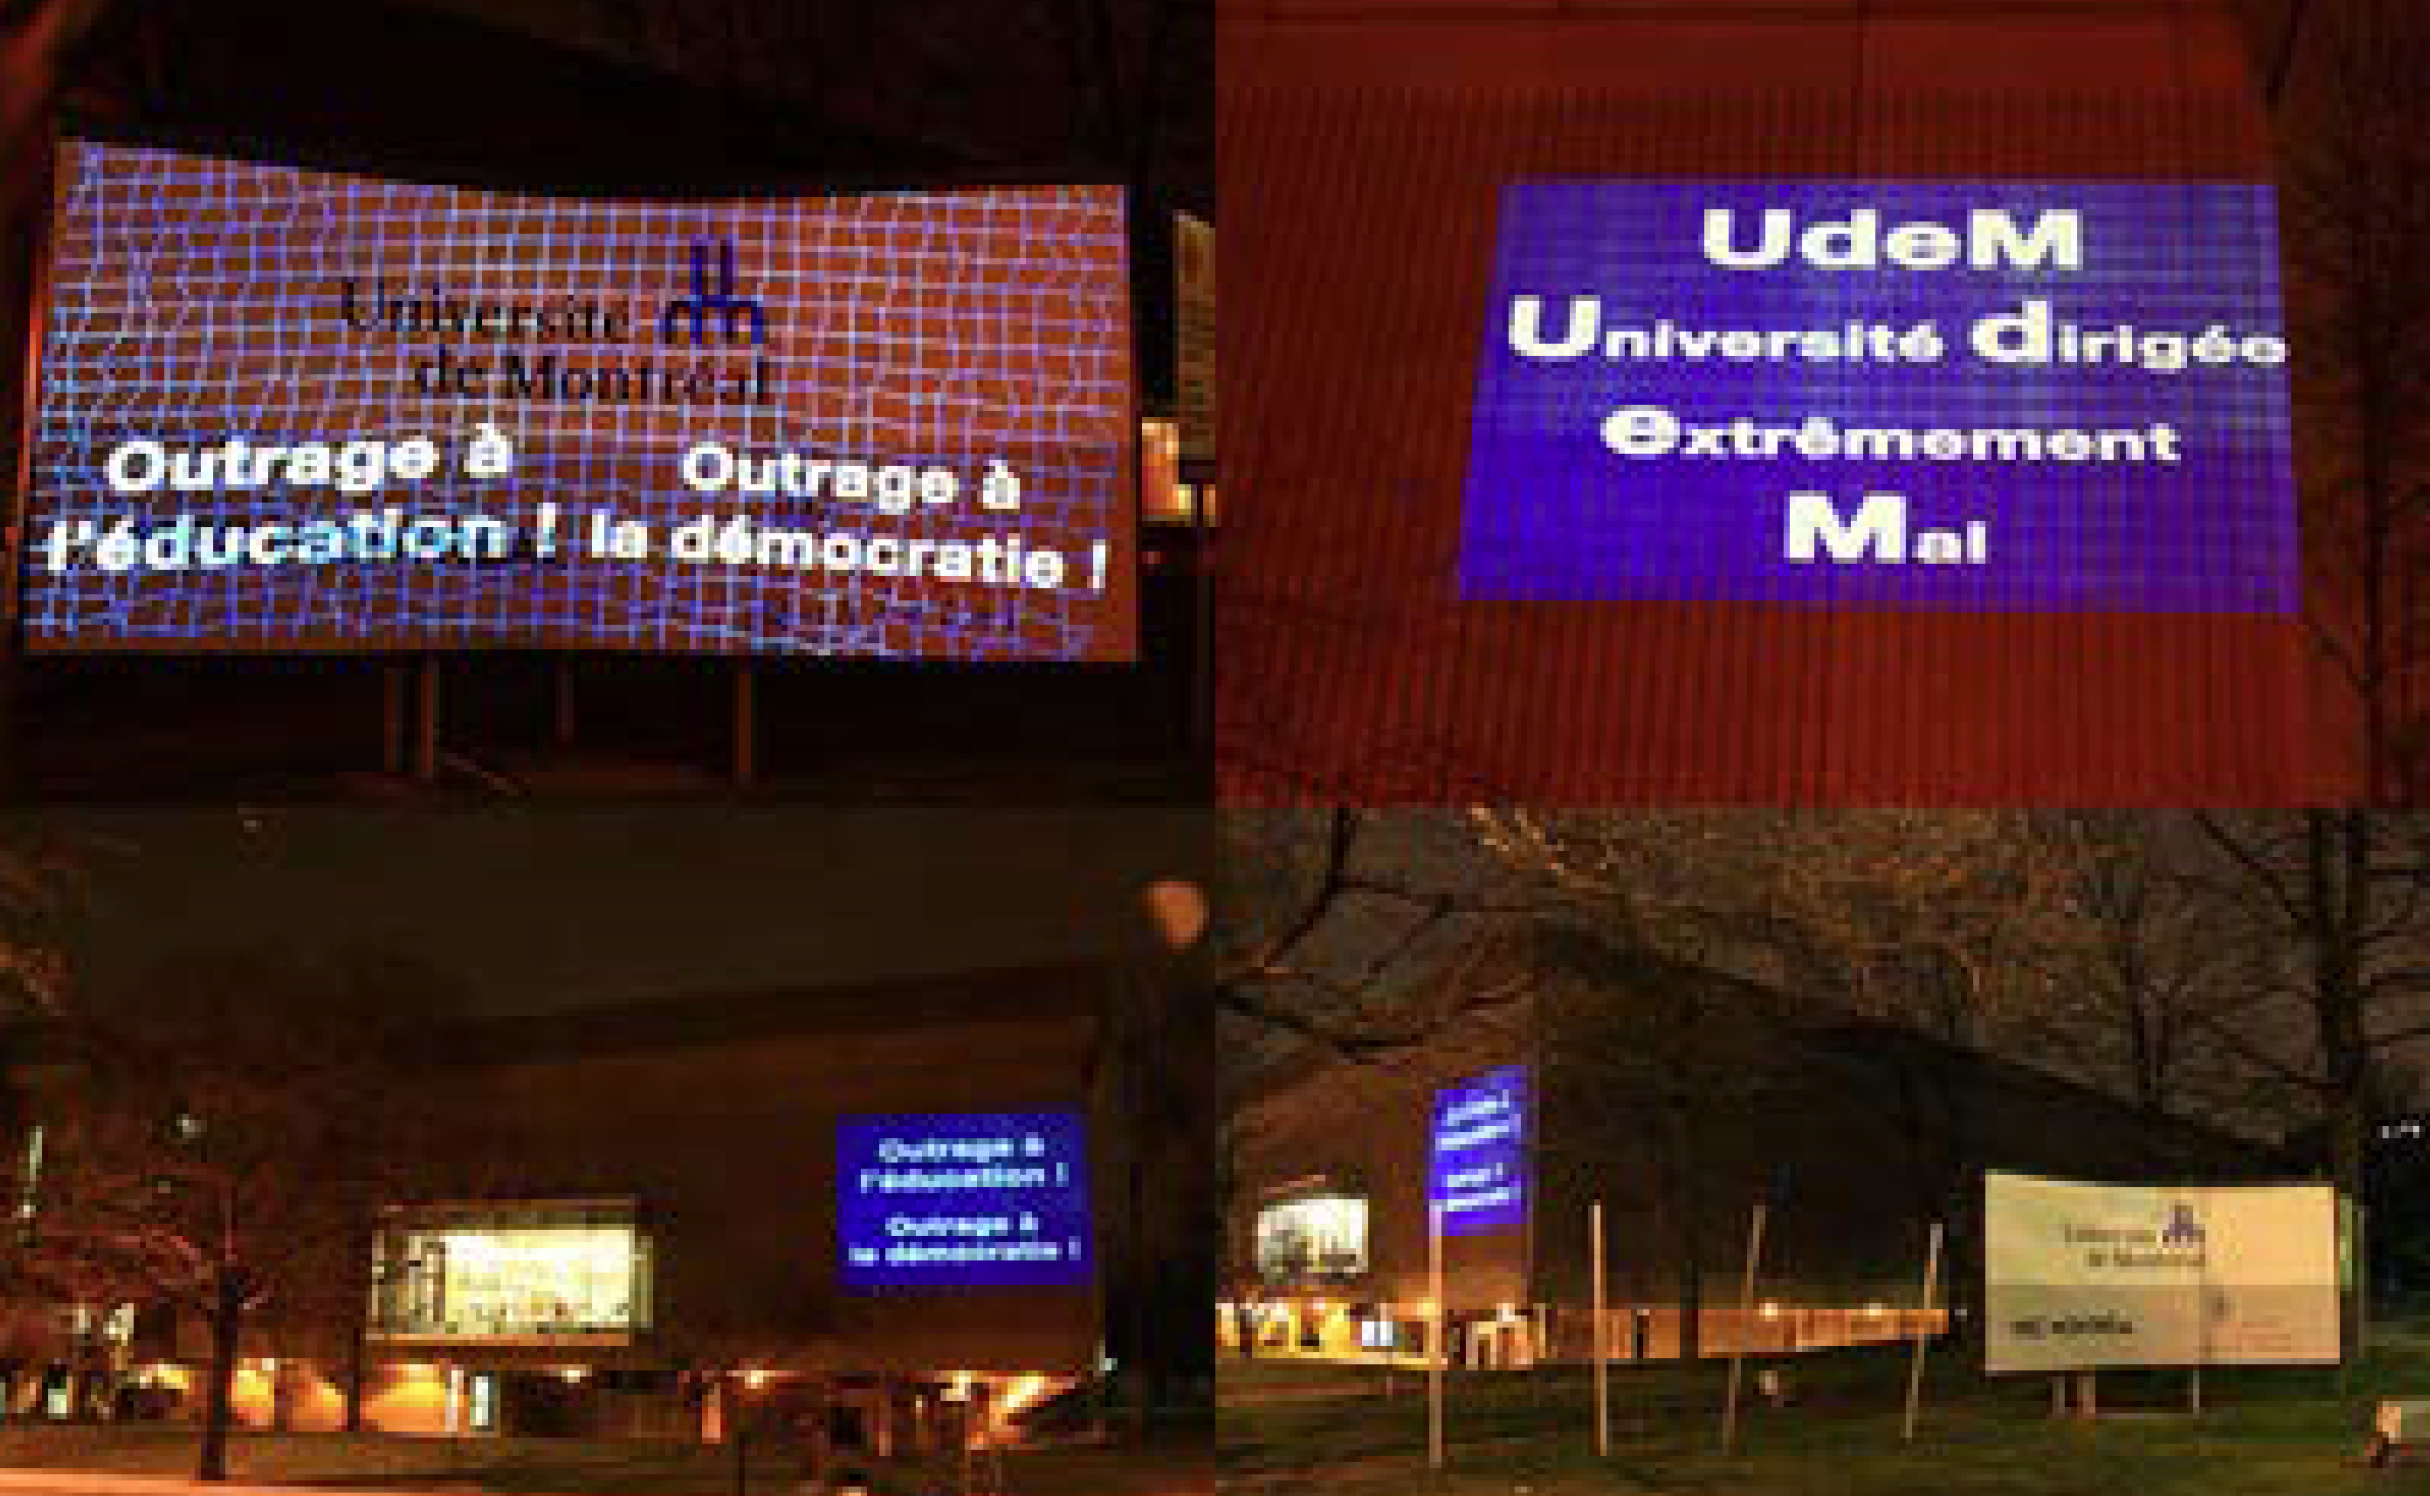 Université
de Montréal
Outrage à
l'éducation !
Outrage à
la démocratie !
UdeM
Université dirigée
extrêmement
Mal
Outrage à
l'éducation !
Outrage à
la démocratie !